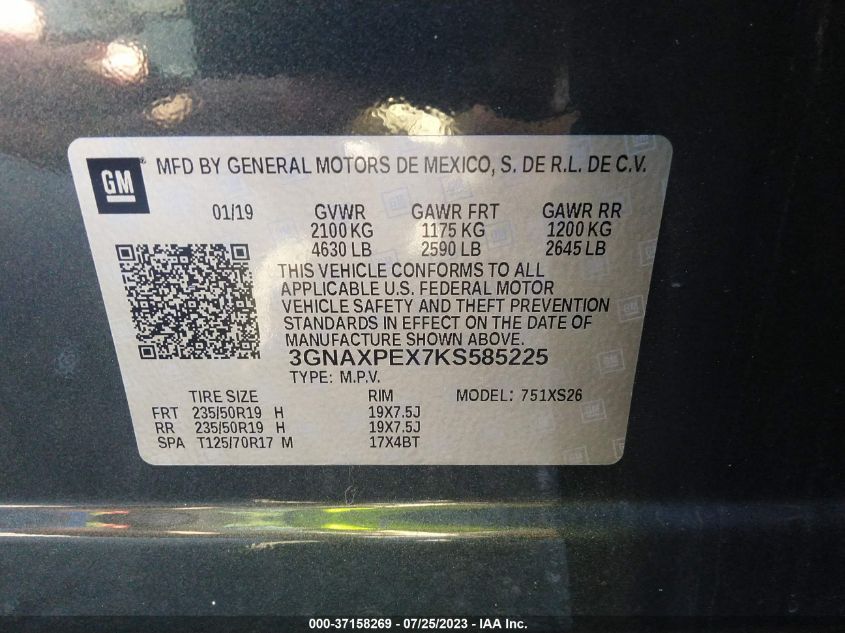 GM ® MFD BY GENERAL MOTORS DE MEXICO, S. DE R.L. DE C.V.
01/19 GVWR GAWR FRT GAWR RR
2100 KG 1175 KG 1200 KG
4630 LB 2590 LB 2645 LB
THIS VEHICLE CONFORMS TO ALL
APPLICABLE U.S. FEDERAL MOTOR
VEHICLE SAFETY AND THEFT PREVENTION
STANDARDS IN EFFECT ON THE DATE OF
MANUFACTURE SHOWN ABOVE.
3GNAXPEX7KS585225
TYPE: M.P.V.
TIRE SIZE RIM MODEL: 751XS26
FRT 235/50R19 H 19X7.5J
RR 235/50R19 H 19X7.5J
SPA T125/70R17 M 17X4BT
000-37158269 - 07/25/2023 - IAA Inc.